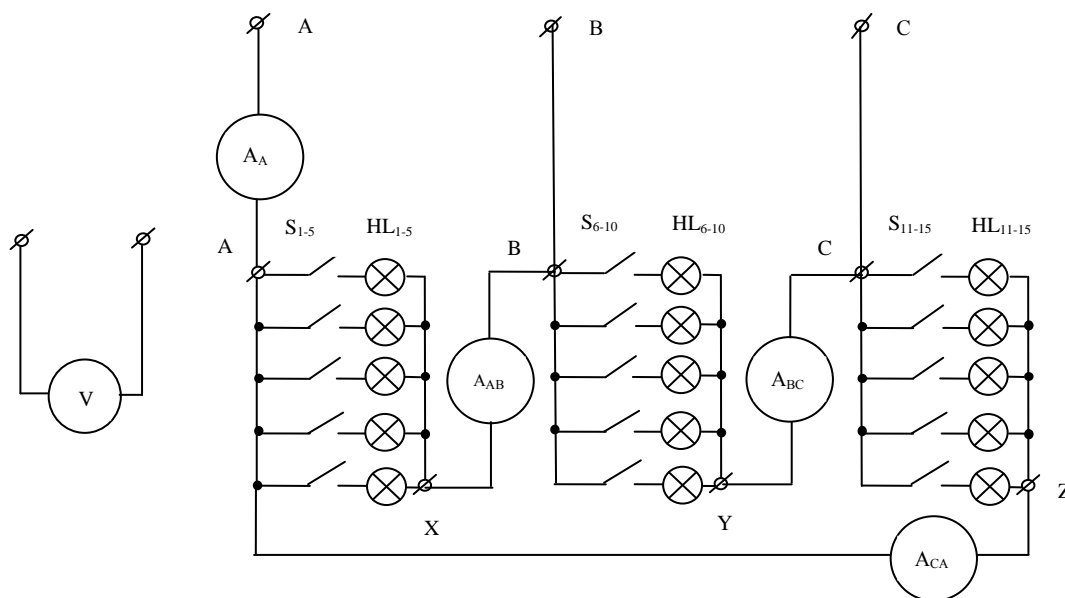 A B C
A_A
S_1-5 HL_1-5 S_6-10 HL_6-10 S_11-15 HL_11-15
A B C
A_AB A_BC
V
X Y Z
A_CA